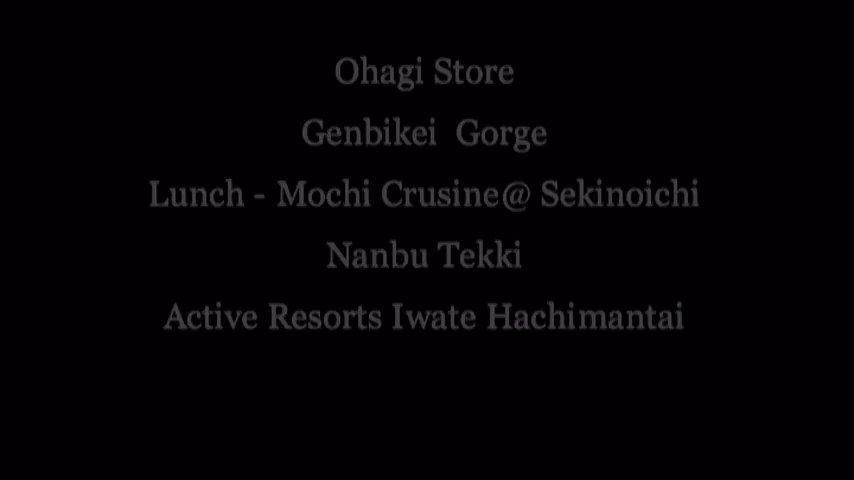 Ohagi Store
Genbikei  Gorge
Lunch - Mochi Crusine@ Sekinoichi
Nanbu Tekki
Active Resorts Iwate Hachimantai